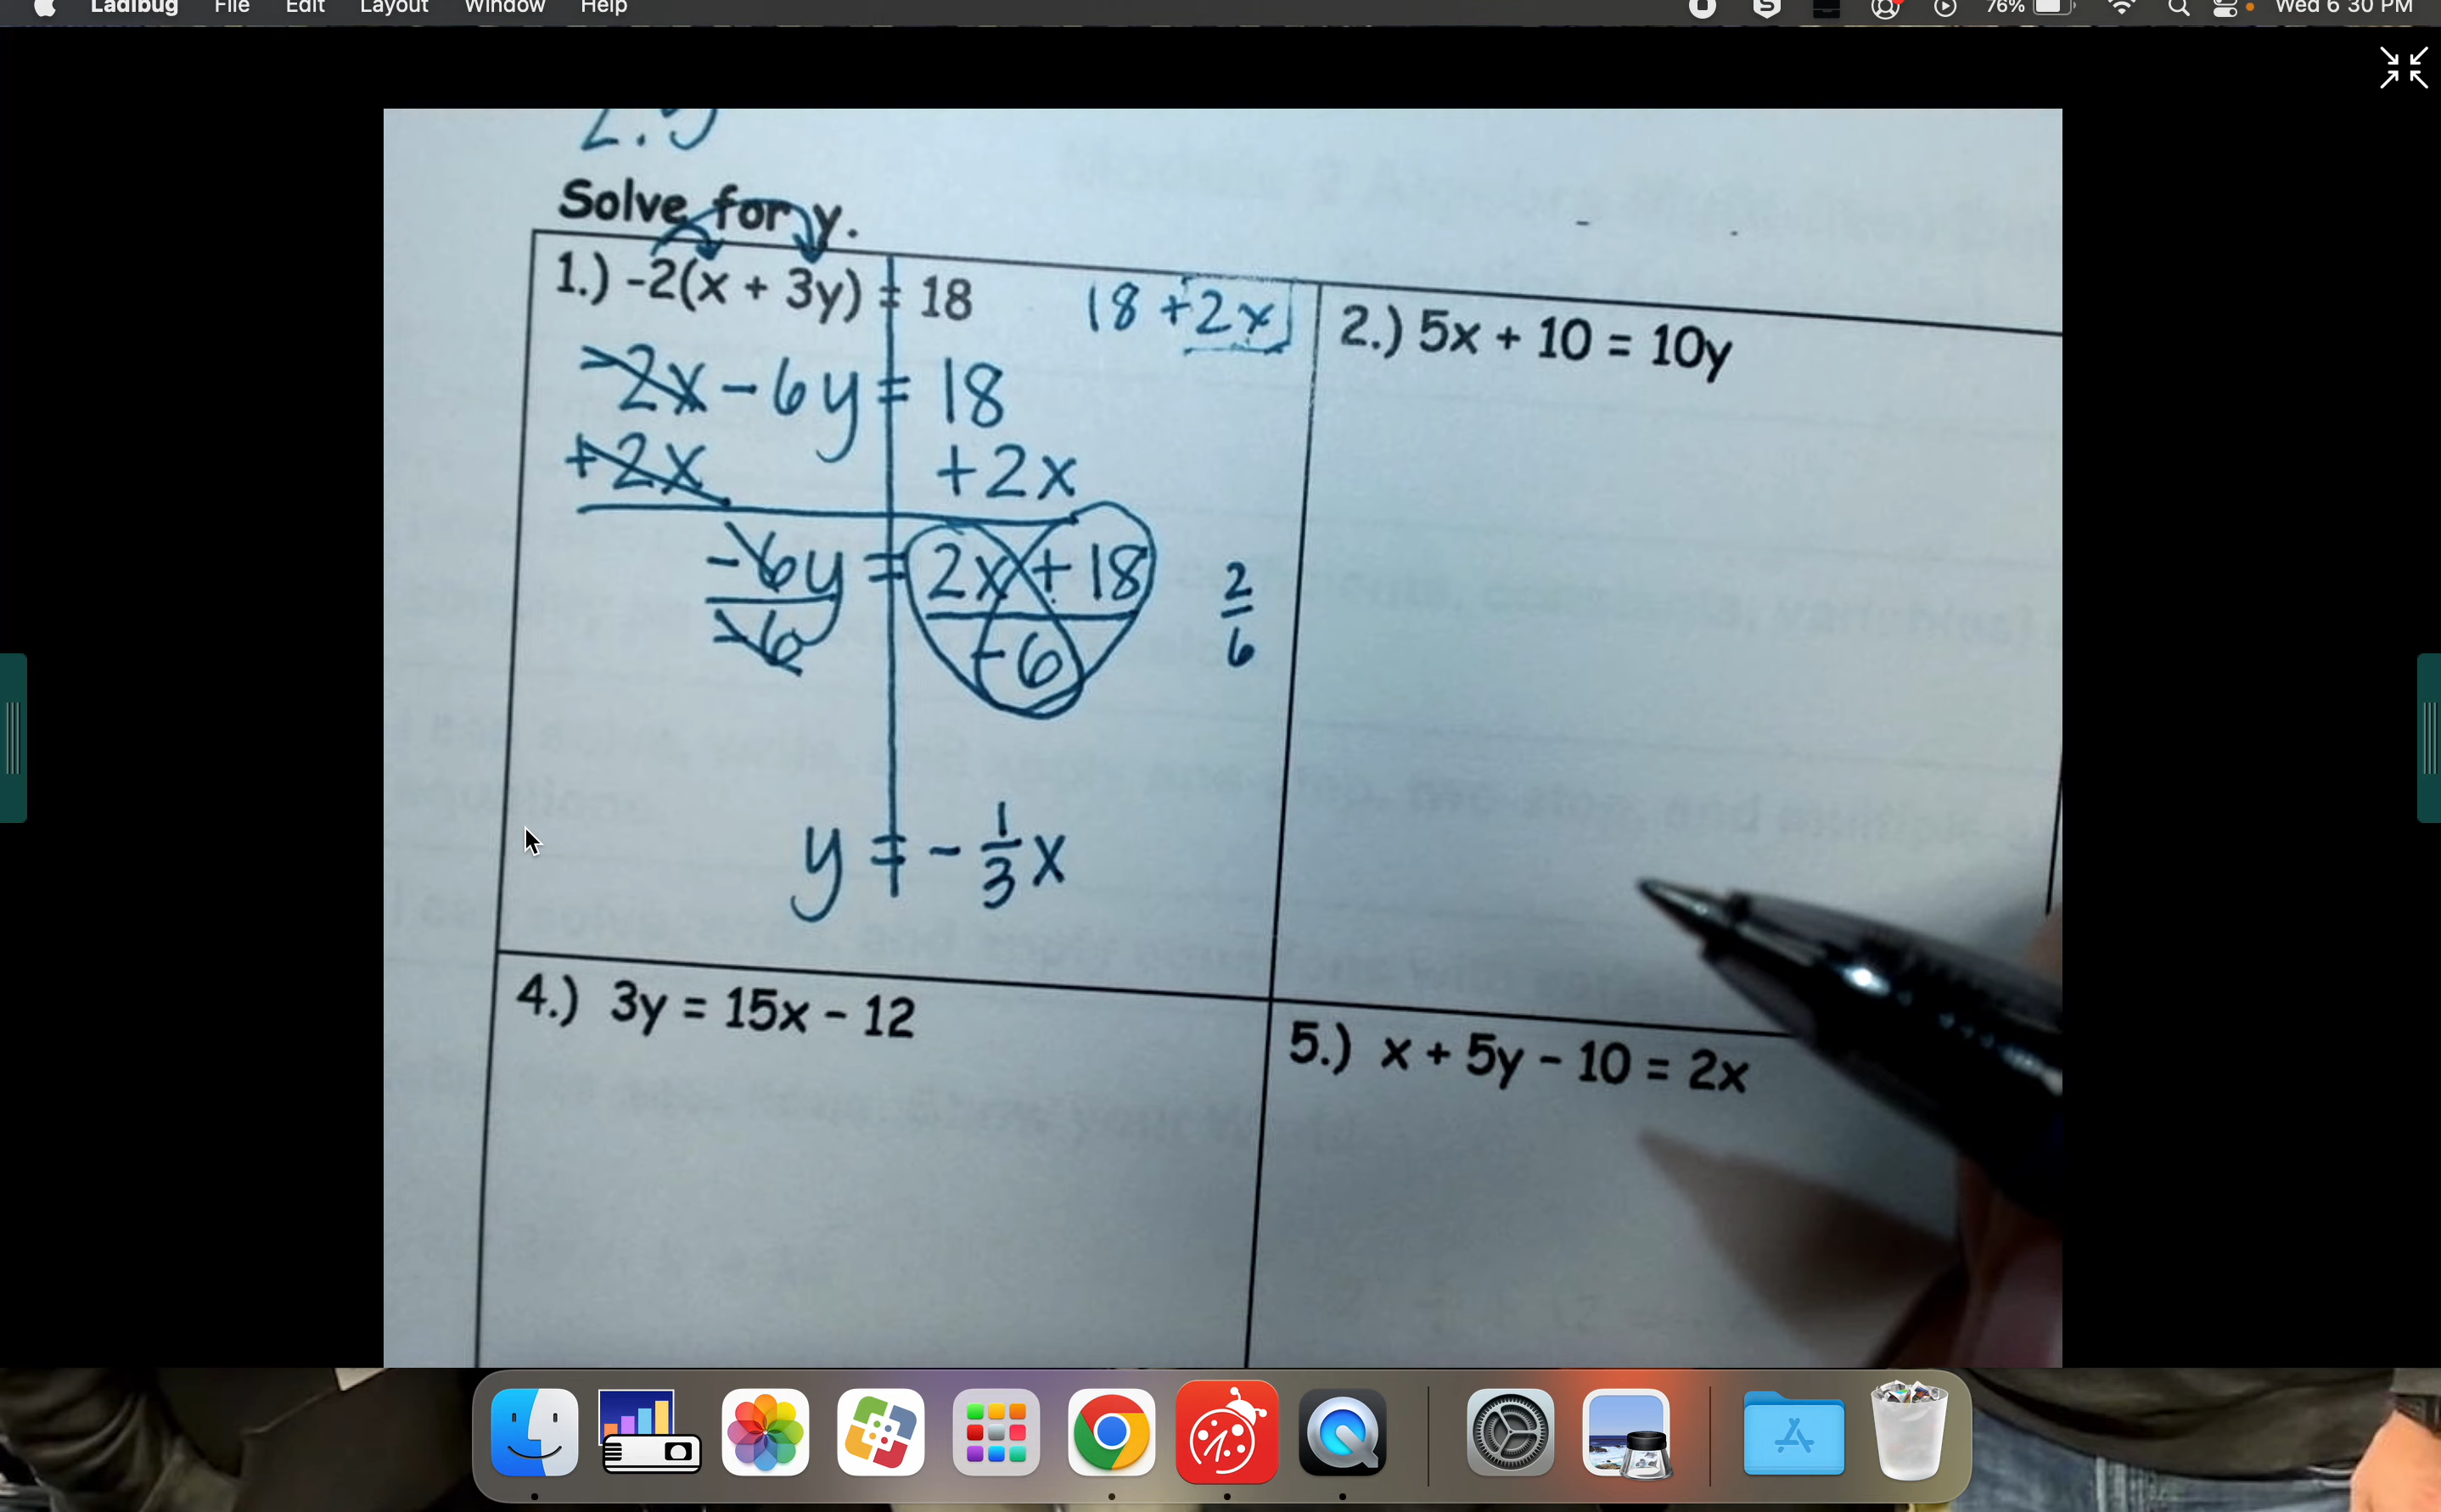 Ladibug File Edit Layout Window Help 76% Wed 6 30 PM
Solve for y.
1.) -2(x + 3y) = 18
18 + 2x
-2x - 6y = 18
+2x +2x
-6y = 2x + 18
-6 -6
2
6
y = - 1/3 x
2.) 5x + 10 = 10y
4.) 3y = 15x - 12
5.) x + 5y - 10 = 2x